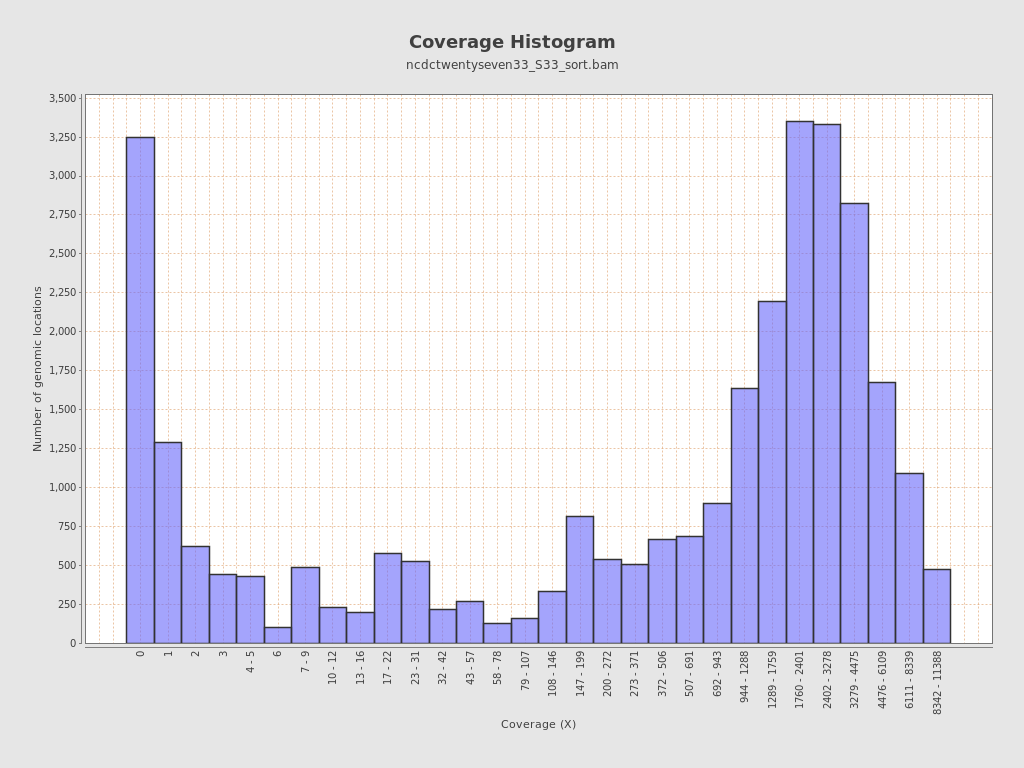 Coverage Histogram
ncdctwentyseven33_S33_sort.bam
Number of genomic locations
3,500
3,250
3,000
2,750
2,500
2,250
2,000
1,750
1,500
1,250
1,000
750
500
250
0
0
1
2
3
4 - 5
6
7 - 9
10 - 12
13 - 16
17 - 22
23 - 31
32 - 42
43 - 57
58 - 78
79 - 107
108 - 146
147 - 199
200 - 272
273 - 371
372 - 506
507 - 691
692 - 943
944 - 1288
1289 - 1759
1760 - 2401
2402 - 3278
3279 - 4475
4476 - 6109
6111 - 8339
8342 - 11388
Coverage (X)